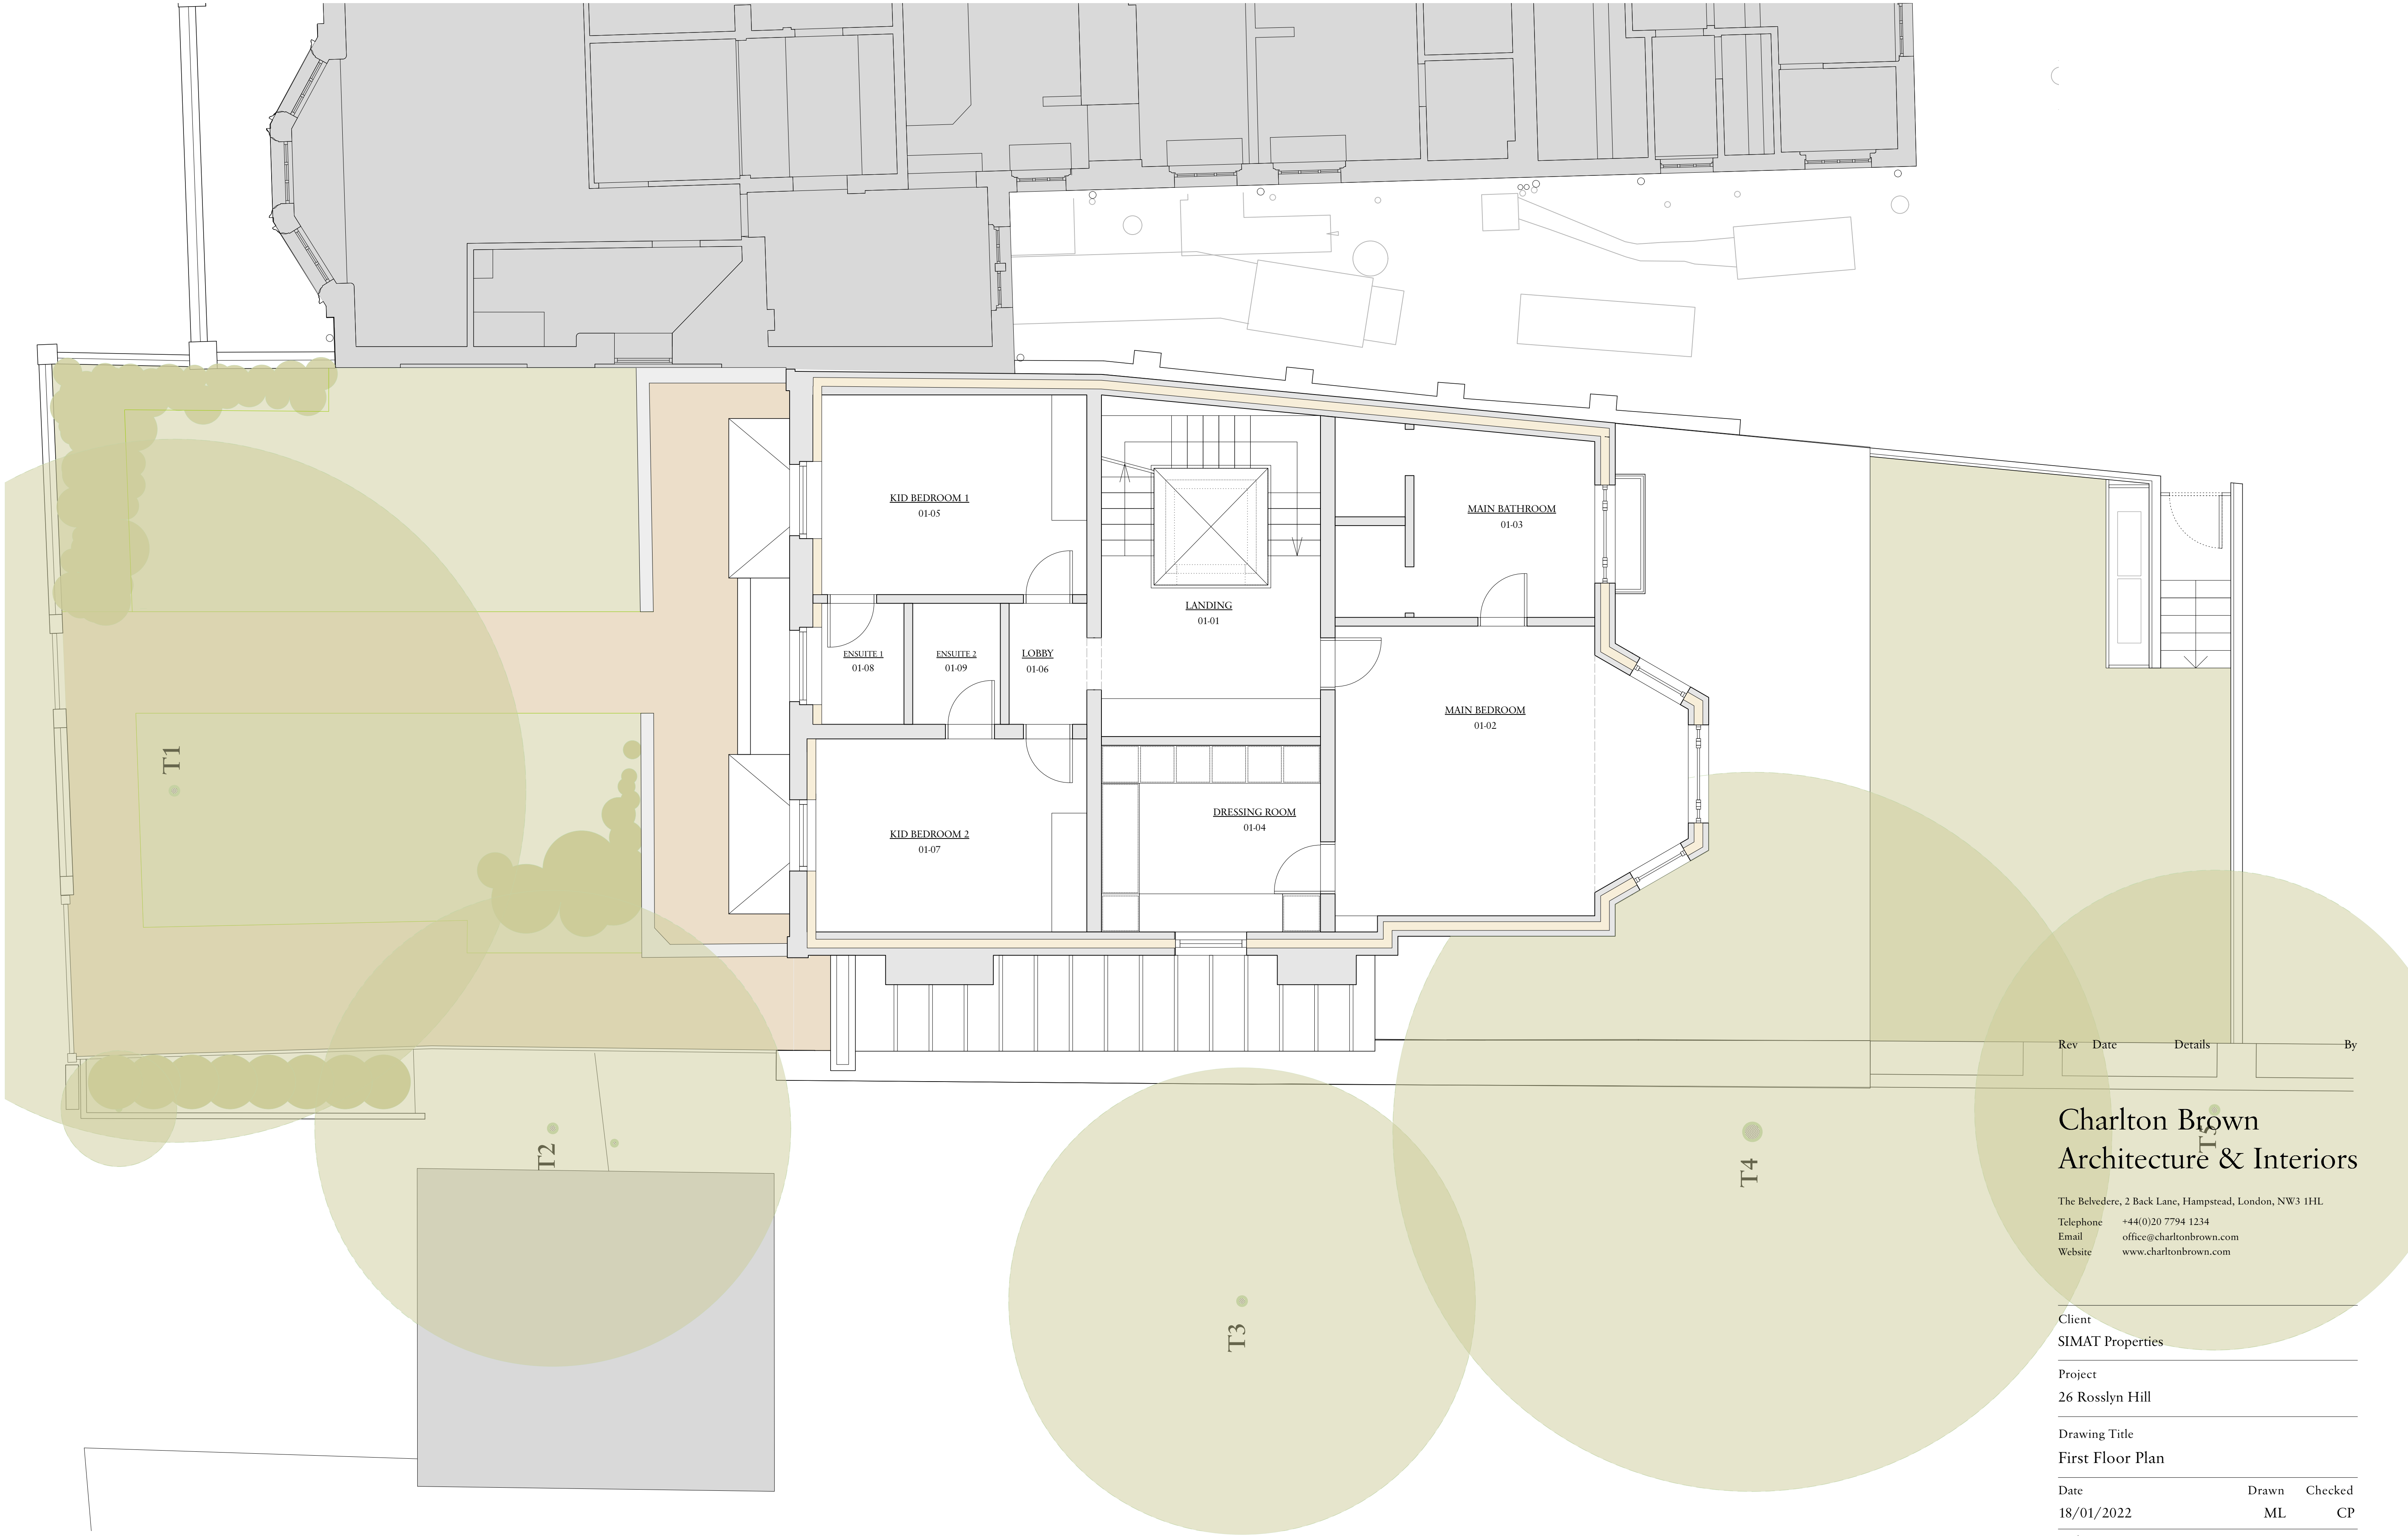 KID BEDROOM 1
01-05
MAIN BATHROOM
01-03
LANDING
01-01
ENSUITE 1
01-08
ENSUITE 2
01-09
LOBBY
01-06
MAIN BEDROOM
01-02
DRESSING ROOM
01-04
KID BEDROOM 2
01-07
T1
T2
T3
T4
T5
Rev Date Details By
Charlton Brown
Architecture & Interiors
The Belvedere, 2 Back Lane, Hampstead, London, NW3 1HL
Telephone +44(0)20 7794 1234
Email office@charltonbrown.com
Website www.charltonbrown.com
Client
SIMAT Properties
Project
26 Rosslyn Hill
Drawing Title
First Floor Plan
Date Drawn Checked
18/01/2022 ML CP